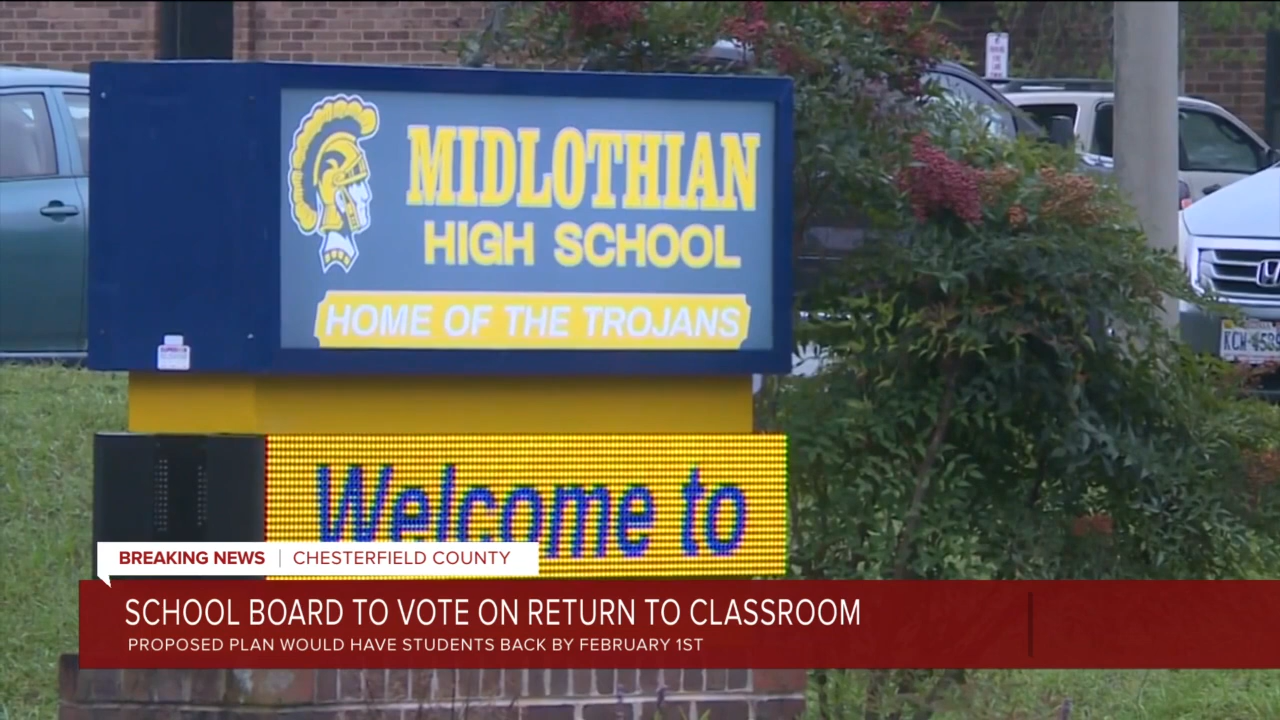 MIDLOTHIAN
HIGH SCHOOL
HOME OF THE TROJANS
Welcome to
BREAKING NEWS | CHESTERFIELD COUNTY
SCHOOL BOARD TO VOTE ON RETURN TO CLASSROOM
PROPOSED PLAN WOULD HAVE STUDENTS BACK BY FEBRUARY 1ST